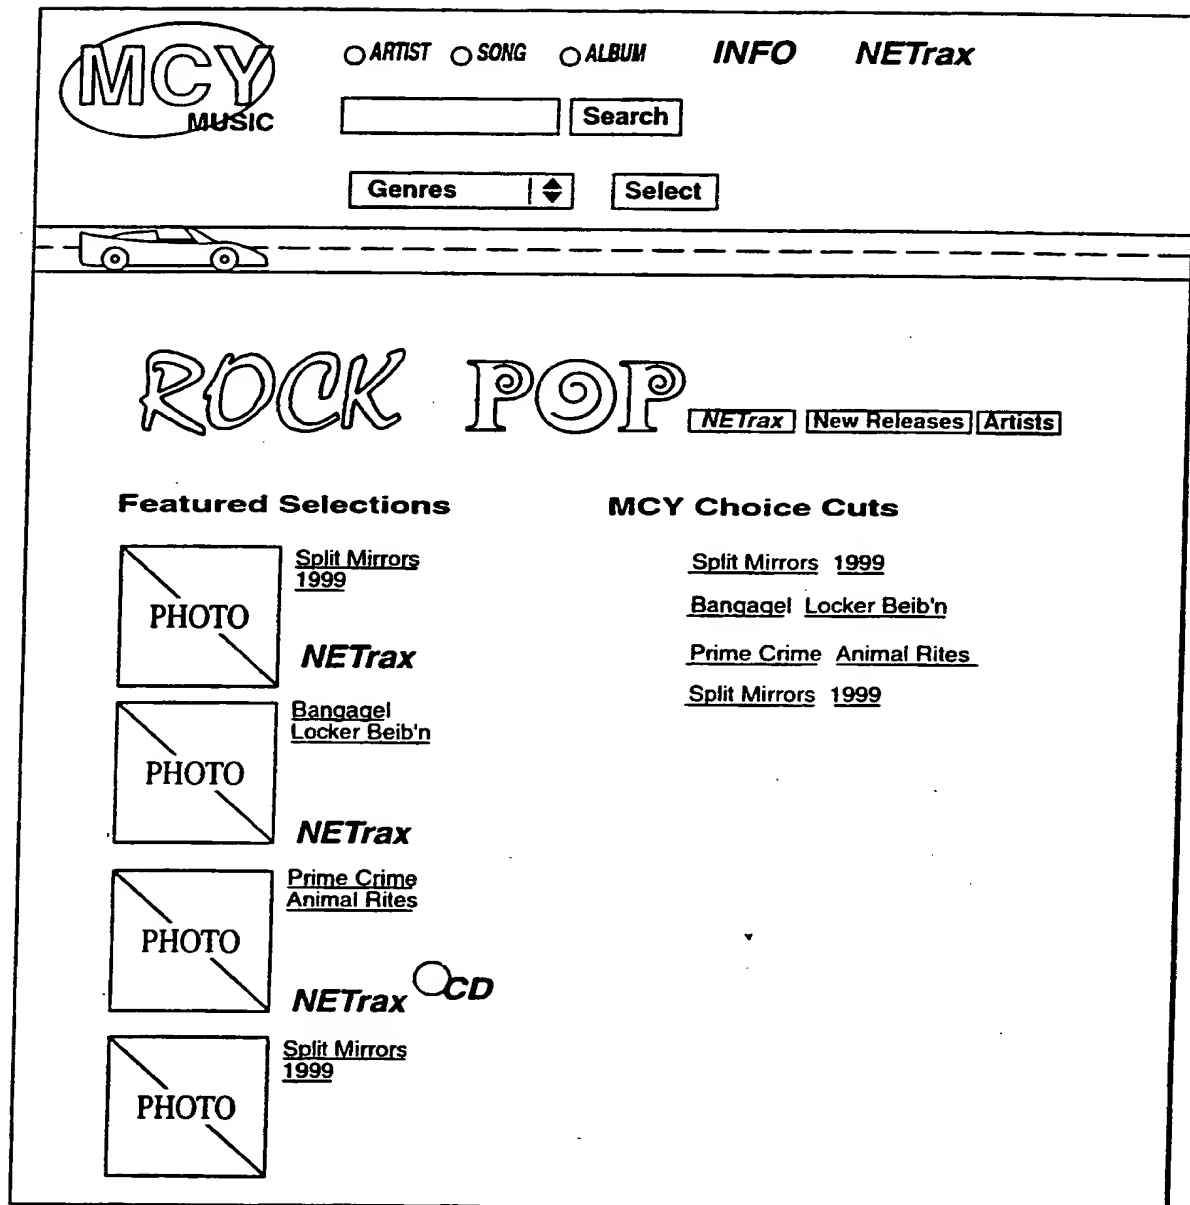 MCY
MUSIC
ARTIST SONG ALBUM INFO NETrax
Search
Genres Select
ROCK POP NETrax New Releases Artists
Featured Selections
Split Mirrors
1999
PHOTO
NETrax
Bangagel
Locker Beib'n
PHOTO
NETrax
Prime Crime
Animal Rites
PHOTO
NETrax CD
Split Mirrors
1999
PHOTO
MCY Choice Cuts
Split Mirrors 1999
Bangagel Locker Beib'n
Prime Crime Animal Rites
Split Mirrors 1999